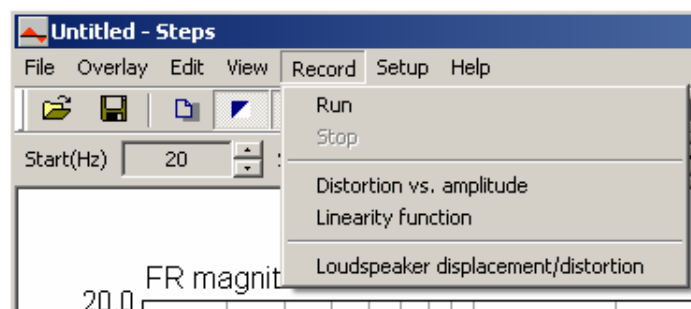 Untitled - Steps
File Overlay Edit View Record Setup Help
Run
Stop
Start(Hz) 20
Distortion vs. amplitude
Linearity function
Loudspeaker displacement/distortion
FR magnit
20.0